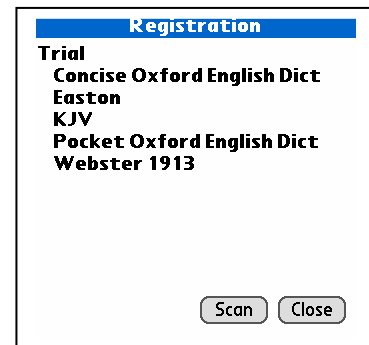 Registration
Trial
Concise Oxford English Dict
Easton
KJV
Pocket Oxford English Dict
Webster 1913
Scan Close